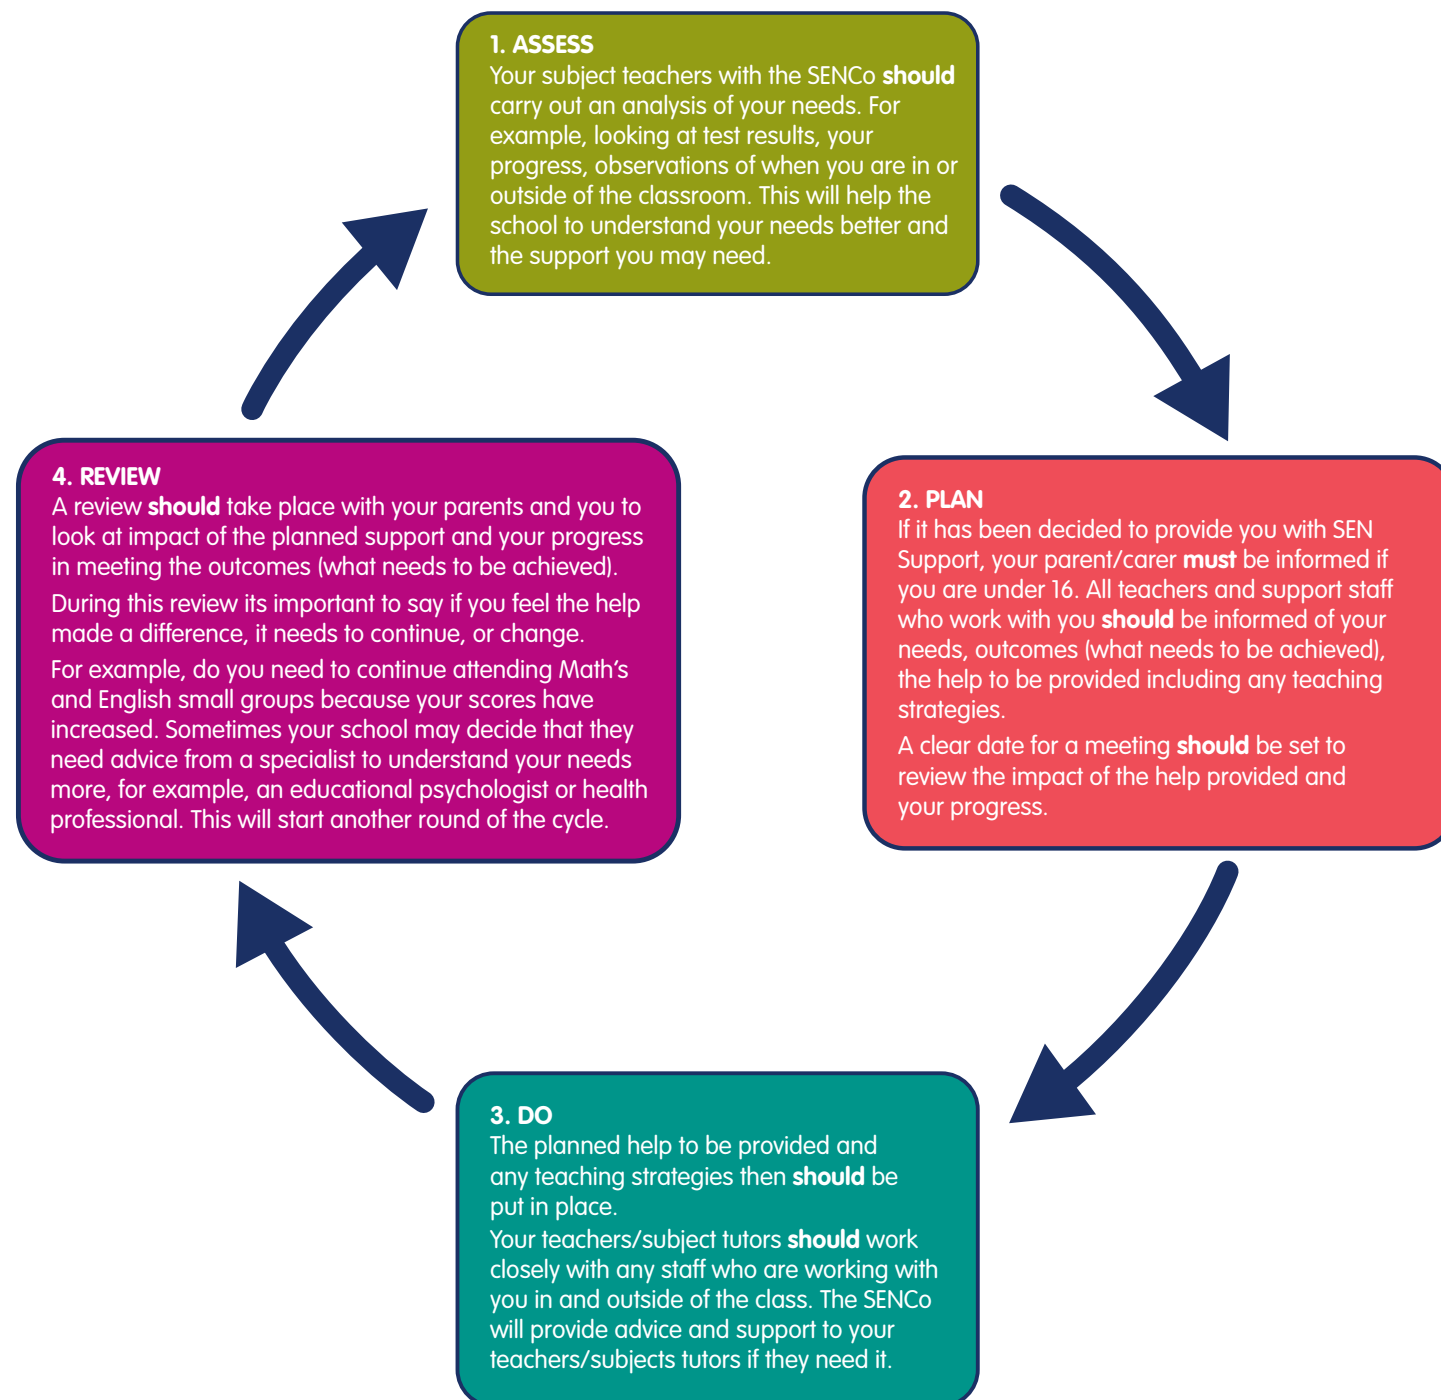 1. ASSESS
Your subject teachers with the SENCo should
carry out an analysis of your needs. For
example, looking at test results, your
progress, observations of when you are in or
outside of the classroom. This will help the
school to understand your needs better and
the support you may need.
2. PLAN
If it has been decided to provide you with SEN
Support, your parent/carer must be informed if
you are under 16. All teachers and support staff
who work with you should be informed of your
needs, outcomes (what needs to be achieved),
the help to be provided including any teaching
strategies.
A clear date for a meeting should be set to
review the impact of the help provided and
your progress.
3. DO
The planned help to be provided and
any teaching strategies then should be
put in place.
Your teachers/subject tutors should work
closely with any staff who are working with
you in and outside of the class. The SENCo
will provide advice and support to your
teachers/subjects tutors if they need it.
4. REVIEW
A review should take place with your parents and you to
look at impact of the planned support and your progress
in meeting the outcomes (what needs to be achieved).
During this review its important to say if you feel the help
made a difference, it needs to continue, or change.
For example, do you need to continue attending Math's
and English small groups because your scores have
increased. Sometimes your school may decide that they
need advice from a specialist to understand your needs
more, for example, an educational psychologist or health
professional. This will start another round of the cycle.